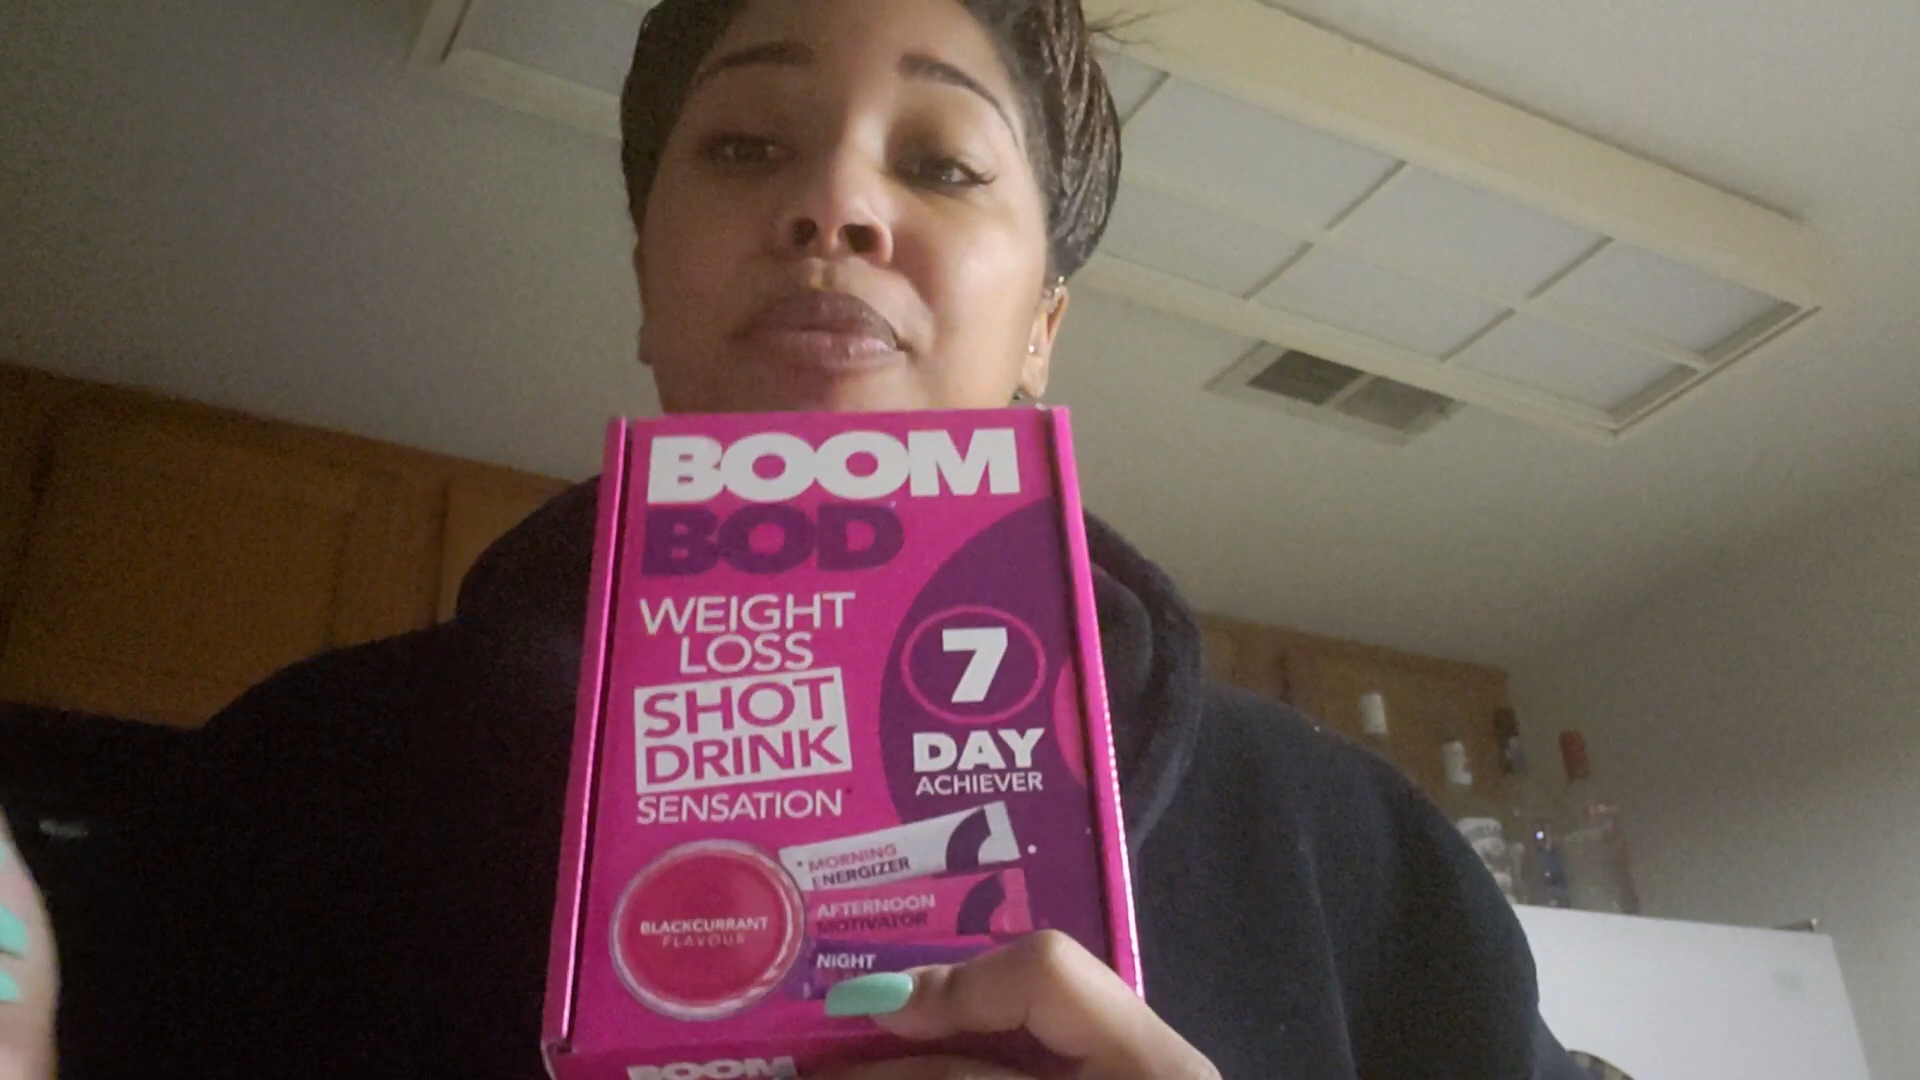 BOOM
BOD
WEIGHT
LOSS
SHOT
DRINK
SENSATION*
7
DAY
ACHIEVER
MORNING
ENERGIZER
AFTERNOON
MOTIVATOR
NIGHT
BLACKCURRANT
FLAVOUR
BOOM